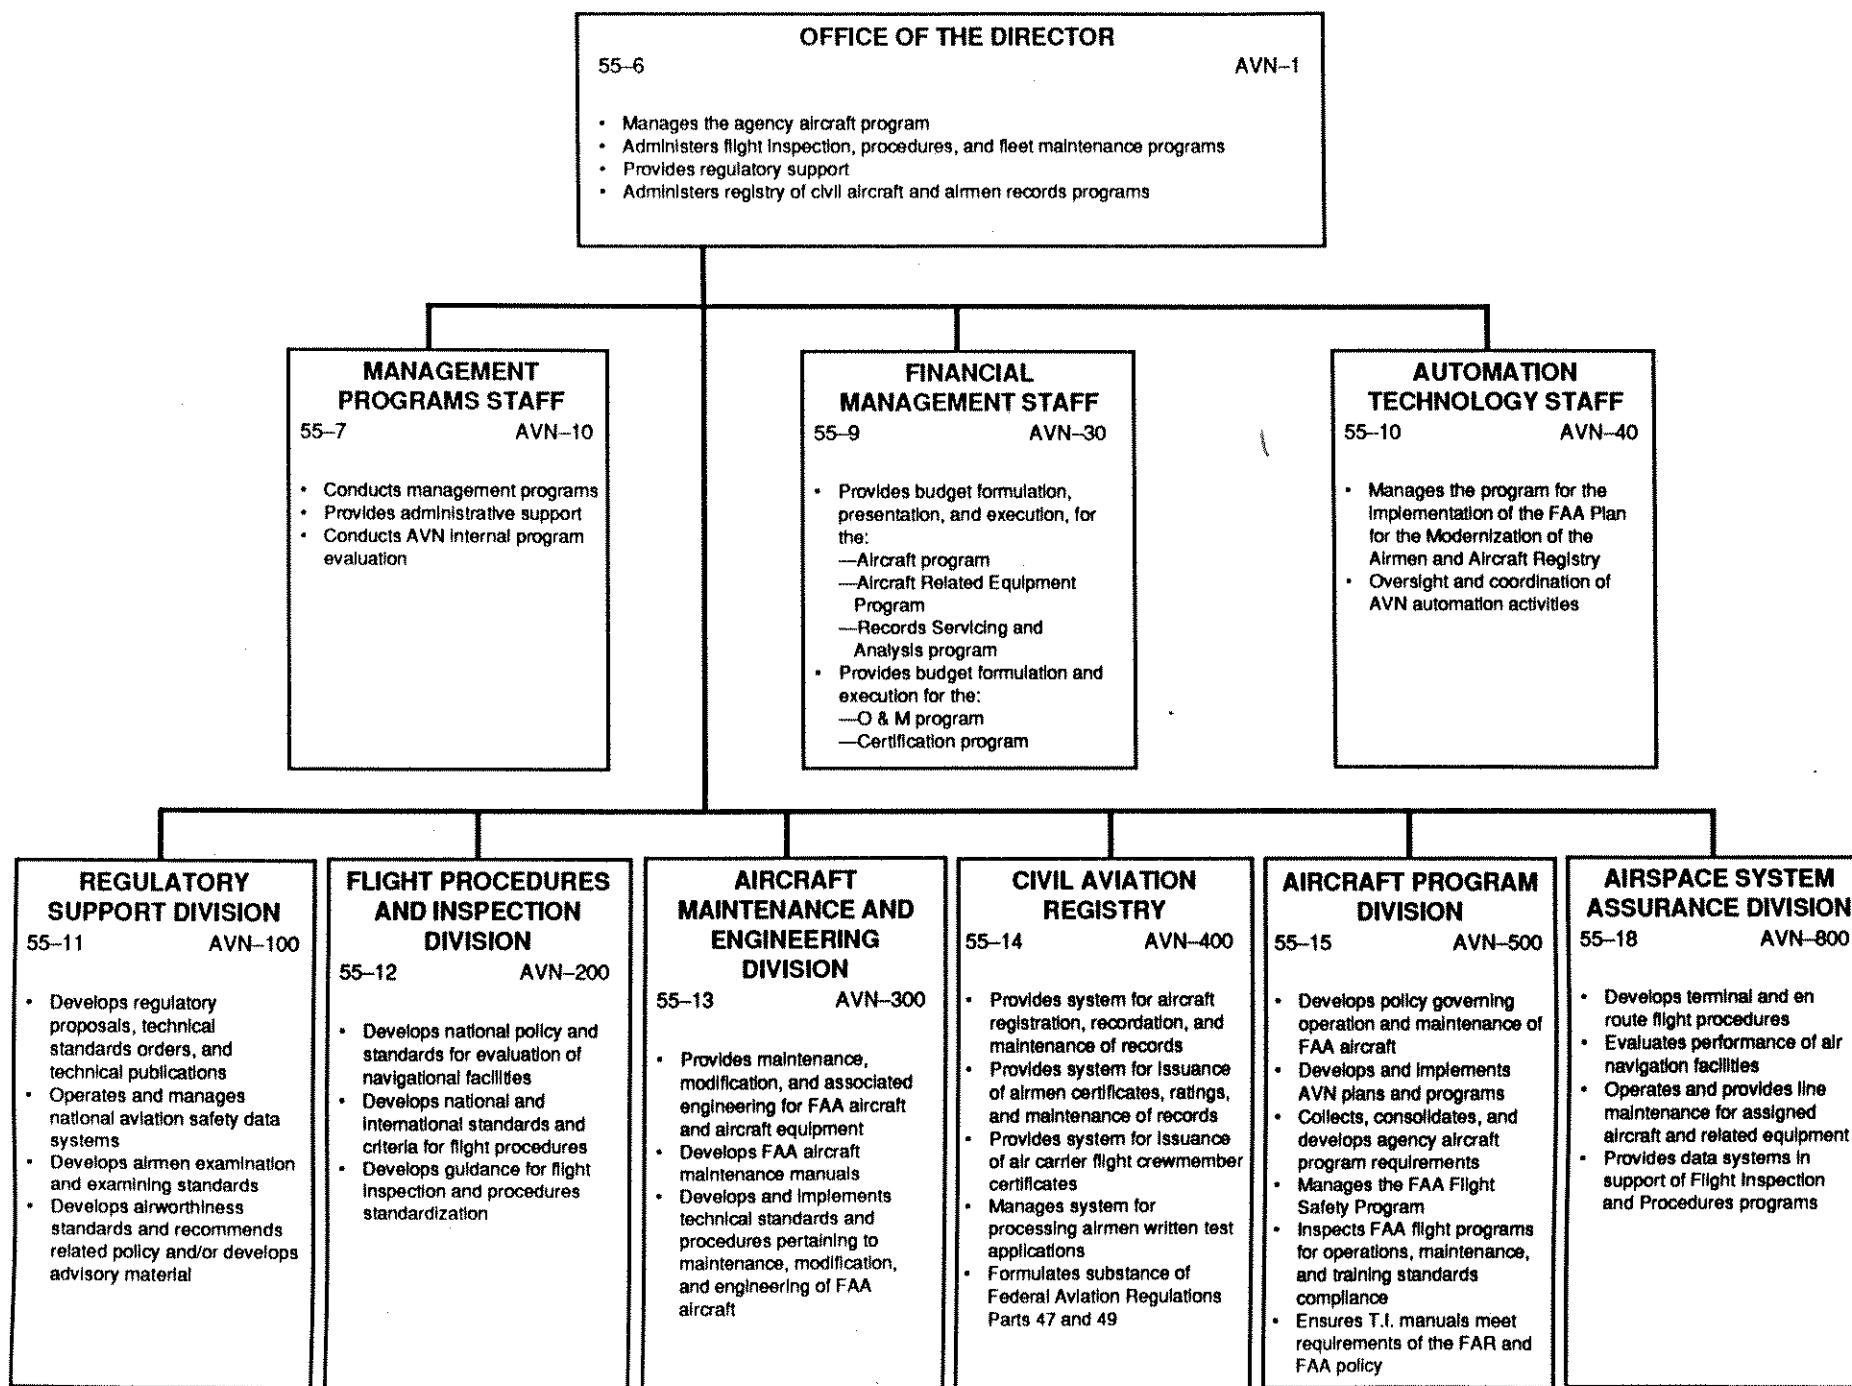 OFFICE OF THE DIRECTOR
55–6 AVN–1
• Manages the agency aircraft program
• Administers flight inspection, procedures, and fleet maintenance programs
• Provides regulatory support
• Administers registry of civil aircraft and airmen records programs
MANAGEMENT
PROGRAMS STAFF
55–7 AVN–10
• Conducts management programs
• Provides administrative support
• Conducts AVN internal program
evaluation
FINANCIAL
MANAGEMENT STAFF
55–9 AVN–30
• Provides budget formulation,
presentation, and execution, for
the:
—Aircraft program
—Aircraft Related Equipment
Program
—Records Servicing and
Analysis program
• Provides budget formulation and
execution for the:
—O & M program
—Certification program
AUTOMATION
TECHNOLOGY STAFF
55–10 AVN–40
• Manages the program for the
implementation of the FAA Plan
for the Modernization of the
Airmen and Aircraft Registry
• Oversight and coordination of
AVN automation activities
REGULATORY
SUPPORT DIVISION
55–11 AVN–100
• Develops regulatory
proposals, technical
standards orders, and
technical publications
• Operates and manages
national aviation safety data
systems
• Develops airmen examination
and examining standards
• Develops airworthiness
standards and recommends
related policy and/or develops
advisory material
FLIGHT PROCEDURES
AND INSPECTION
DIVISION
55–12 AVN–200
• Develops national policy and
standards for evaluation of
navigational facilities
• Develops national and
international standards and
criteria for flight procedures
• Develops guidance for flight
inspection and procedures
standardization
AIRCRAFT
MAINTENANCE AND
ENGINEERING
DIVISION
55–13 AVN–300
• Provides maintenance,
modification, and associated
engineering for FAA aircraft
and aircraft equipment
• Develops FAA aircraft
maintenance manuals
• Develops and implements
technical standards and
procedures pertaining to
maintenance, modification,
and engineering of FAA
aircraft
CIVIL AVIATION
REGISTRY
55–14 AVN–400
• Provides system for aircraft
registration, recordation, and
maintenance of records
• Provides system for issuance
of airmen certificates, ratings,
and maintenance of records
• Provides system for issuance
of air carrier flight crewmember
certificates
• Manages system for
processing airmen written test
applications
• Formulates substance of
Federal Aviation Regulations
Parts 47 and 49
AIRCRAFT PROGRAM
DIVISION
55–15 AVN–500
• Develops policy governing
operation and maintenance of
FAA aircraft
• Develops and implements
AVN plans and programs
• Collects, consolidates, and
develops agency aircraft
program requirements
• Manages the FAA Flight
Safety Program
• Inspects FAA flight programs
for operations, maintenance,
and training standards
compliance
• Ensures T.I. manuals meet
requirements of the FAR and
FAA policy
AIRSPACE SYSTEM
ASSURANCE DIVISION
55–18 AVN–800
• Develops terminal and en
route flight procedures
• Evaluates performance of air
navigation facilities
• Operates and provides line
maintenance for assigned
aircraft and related equipment
• Provides data systems in
support of Flight Inspection
and Procedures programs